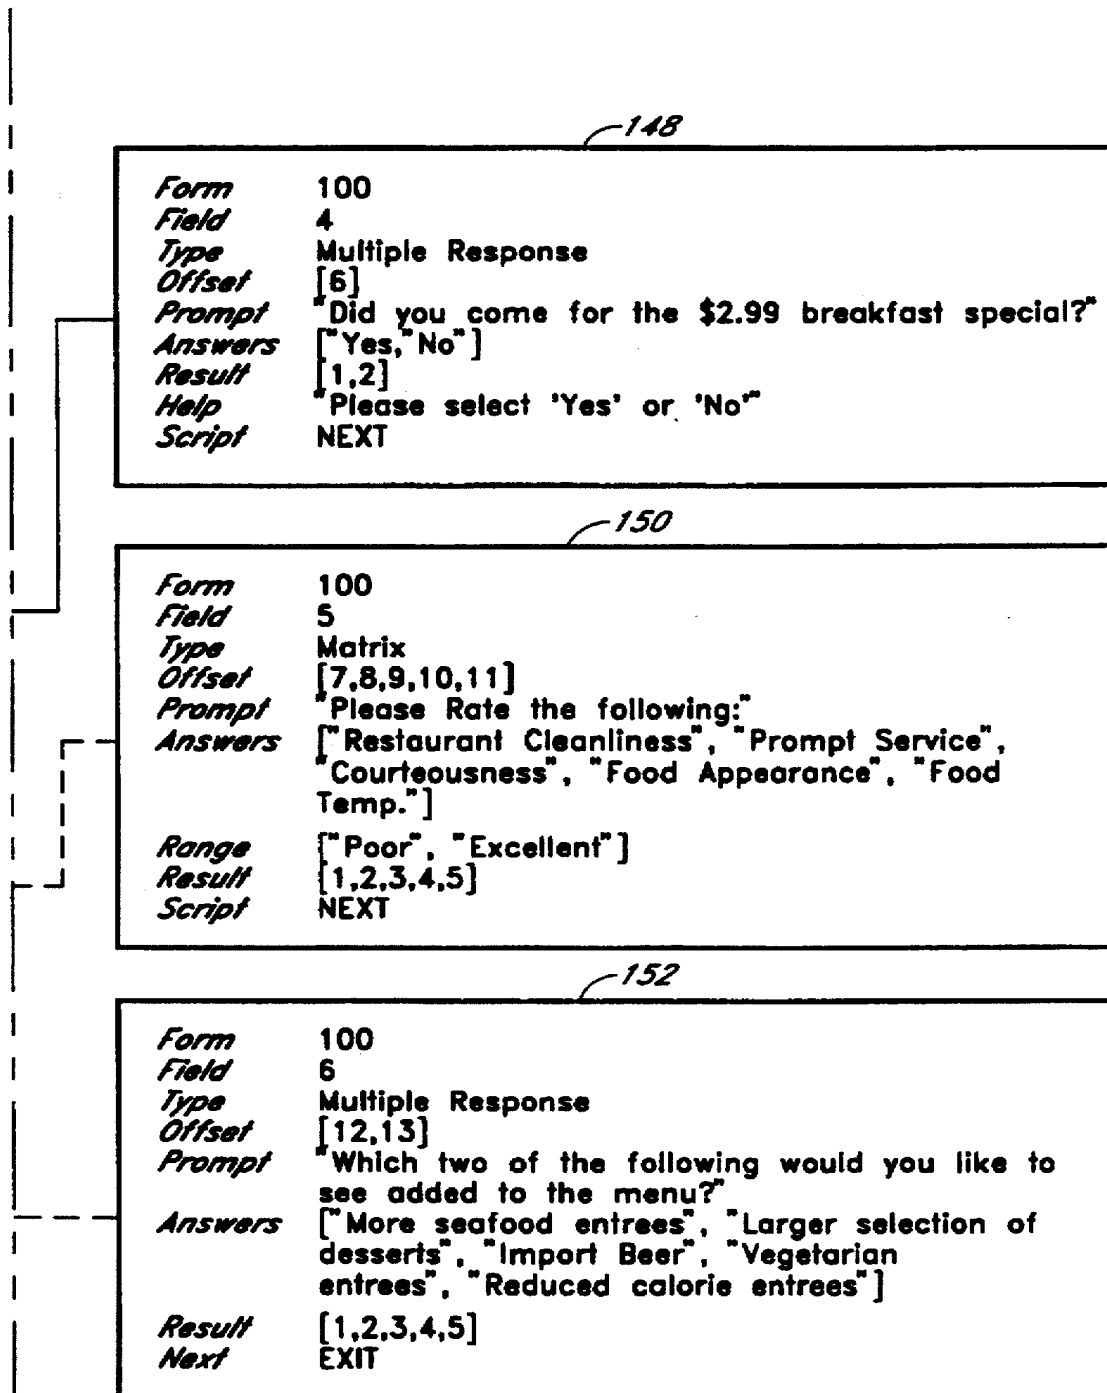 148
Form 100
Field 4
Type Multiple Response
Offset [6]
Prompt "Did you come for the $2.99 breakfast special?"
Answers ["Yes,"No"]
Result [1,2]
Help "Please select 'Yes' or 'No'"
Script NEXT
150
Form 100
Field 5
Type Matrix
Offset [7,8,9,10,11]
Prompt "Please Rate the following:"
Answers ["Restaurant Cleanliness", "Prompt Service",
"Courteousness", "Food Appearance", "Food
Temp."]
Range ["Poor", "Excellent"]
Result [1,2,3,4,5]
Script NEXT
152
Form 100
Field 6
Type Multiple Response
Offset [12,13]
Prompt "Which two of the following would you like to
see added to the menu?"
Answers ["More seafood entrees", "Larger selection of
desserts", "Import Beer", "Vegetarian
entrees", "Reduced calorie entrees"]
Result [1,2,3,4,5]
Next EXIT